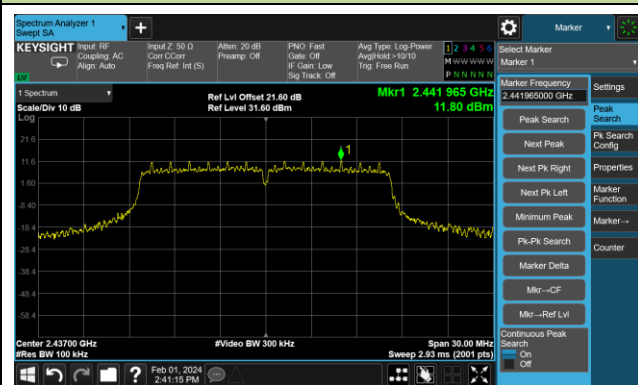 Spectrum Analyzer 1
Swept SA
Marker
KEYSIGHT
Input: RF
Coupling: AC
Align: Auto
Input Z: 50 Ω
Corr CCorr
Freq Ref: Int (S)
Atten: 20 dB
Preamp: Off
PNO: Fast
Gate: Off
IF Gain: Low
Sig Track: Off
Avg Type: Log-Power
Avg|Hold:>10/10
Trig: Free Run
1 2 3 4 5 6
M W W W W W
P N N N N N
Select Marker
Marker 1
1 Spectrum
Scale/Div 10 dB
Log
Ref Lvl Offset 21.60 dB
Ref Level 31.60 dBm
Mkr1 2.441 965 GHz
11.80 dBm
21.6
11.6
1.60
-8.40
-18.4
-28.4
-38.4
-48.4
-58.4
1
Center 2.43700 GHz
#Res BW 100 kHz
#Video BW 300 kHz
Span 30.00 MHz
Sweep 2.93 ms (2001 pts)
Marker Frequency
2.441965000 GHz
Peak Search
Next Peak
Next Pk Right
Next Pk Left
Minimum Peak
Pk-Pk Search
Marker Delta
Mkr→CF
Mkr→Ref Lvl
Continuous Peak
Search
On
Off
Settings
Peak
Search
Pk Search
Config
Properties
Marker
Function
Marker→
Counter
?
Feb 01, 2024
2:41:15 PM